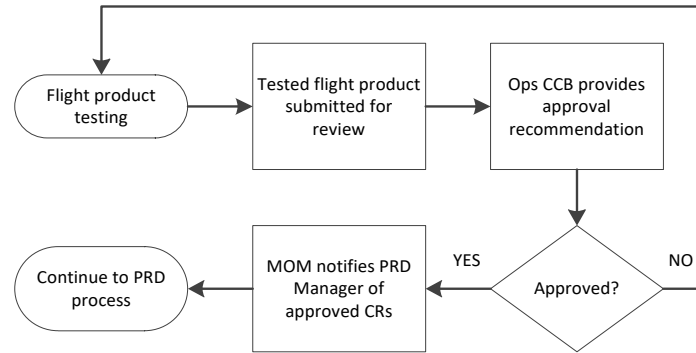 Flight product
testing
Tested flight product
submitted for
review
Ops CCB provides
approval
recommendation
Approved?
YES
NO
MOM notifies PRD
Manager of
approved CRs
Continue to PRD
process